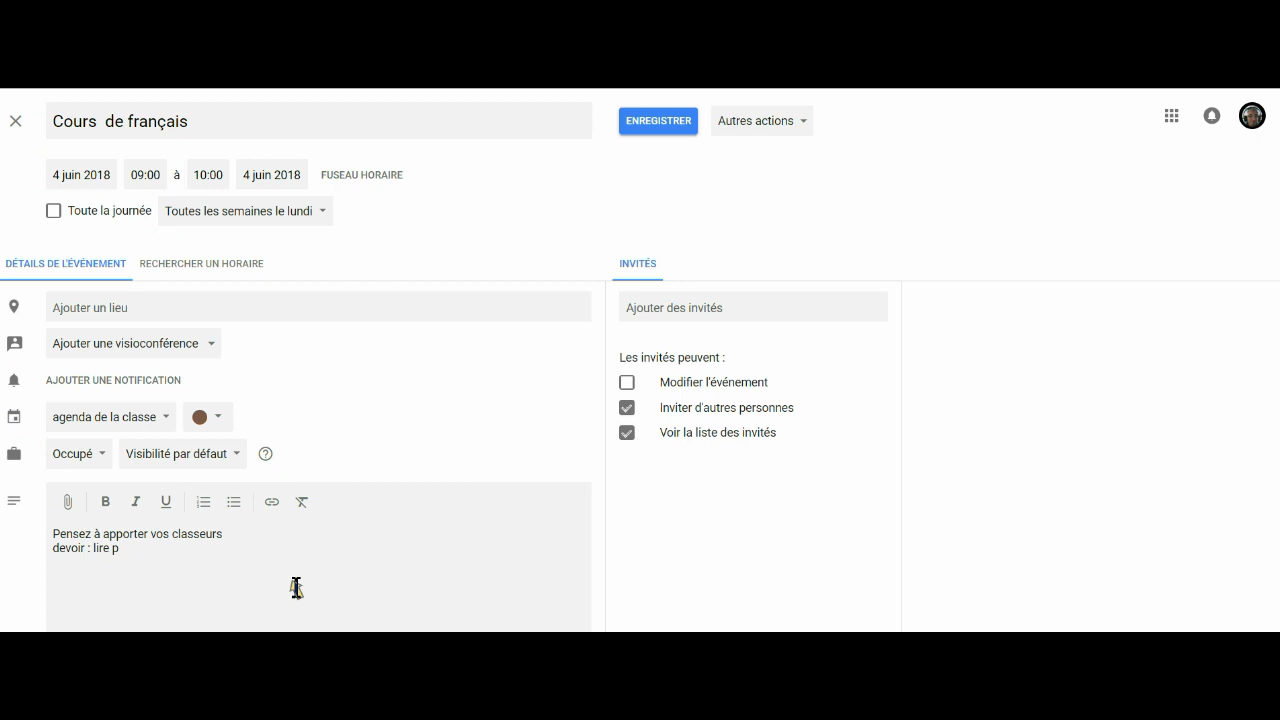 Cours  de français
ENREGISTRER
Autres actions
4 juin 2018 09:00 à 10:00 4 juin 2018 FUSEAU HORAIRE
Toute la journée Toutes les semaines le lundi
DÉTAILS DE L'ÉVÉNEMENT RECHERCHER UN HORAIRE
INVITÉS
Ajouter un lieu
Ajouter une visioconférence
AJOUTER UNE NOTIFICATION
agenda de la classe
Occupé Visibilité par défaut
B I U
Pensez à apporter vos classeurs
devoir : lire p
Ajouter des invités
Les invités peuvent :
Modifier l'événement
Inviter d'autres personnes
Voir la liste des invités